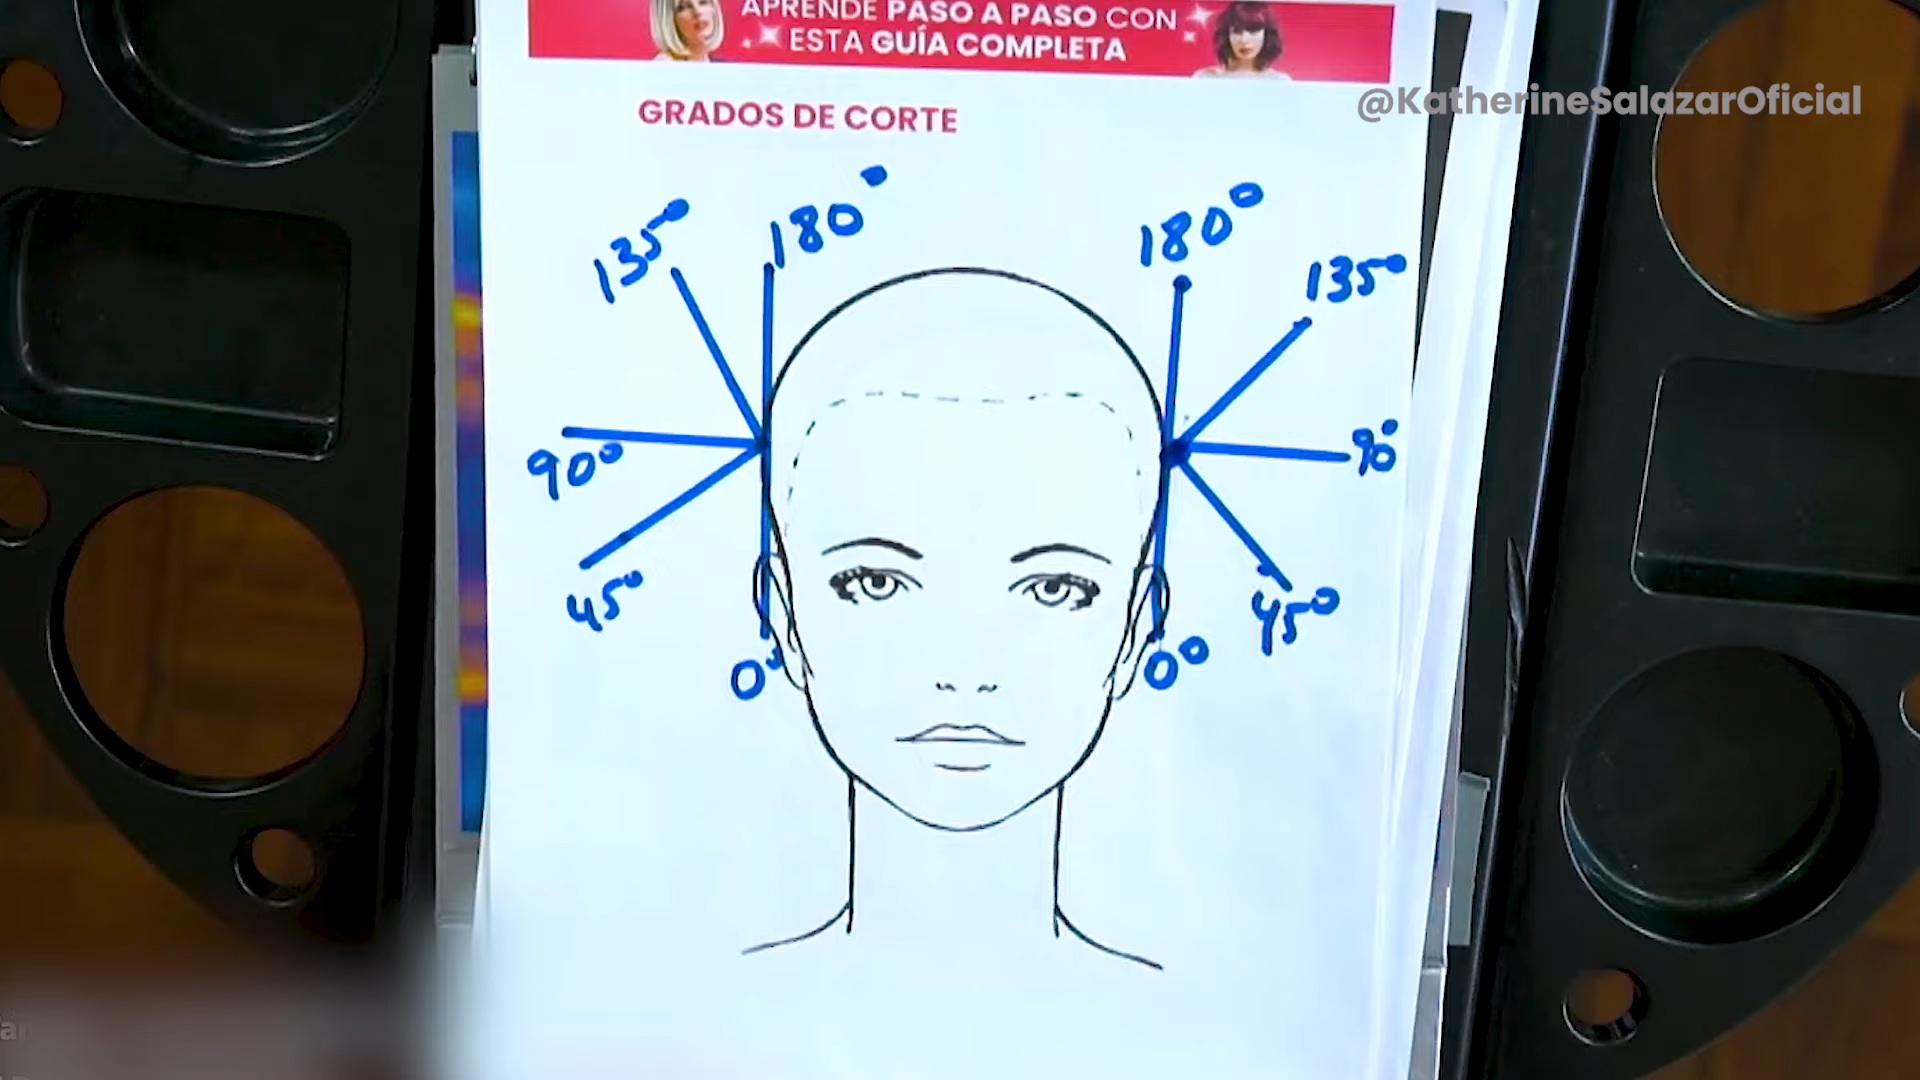 APRENDE PASO A PASO CON
ESTA GUÍA COMPLETA
@KatherineSalazarOficial
GRADOS DE CORTE
135° 180° 180° 135°
90° 90°
45° 45°
0° 0°